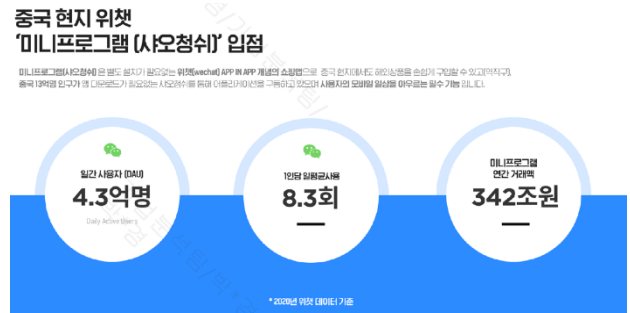 중국 현지 위챗
‘미니프로그램 (샤오청쉬)’ 입점
미니프로그램(샤오청쉬) 은 별도 설치가 필요없는 위챗(wechat) APP IN APP 개념의 쇼핑앱으로 중국 현지에서도 해외상품을 손쉽게 구입할 수 있고(역직구),
중국 13억명 인구가 앱 다운로드가 필요없는 샤오청쉬를 통해 어플리케이션을 구독하고 있으며 사용자의 모바일 일상을 아우르는 필수 기능 입니다.
일간 사용자 (DAU)
4.3억명
Daily Active Users
1인당 일평균사용
8.3회
미니프로그램
연간 거래액
342조원
* 2020년 위챗 데이터 기준